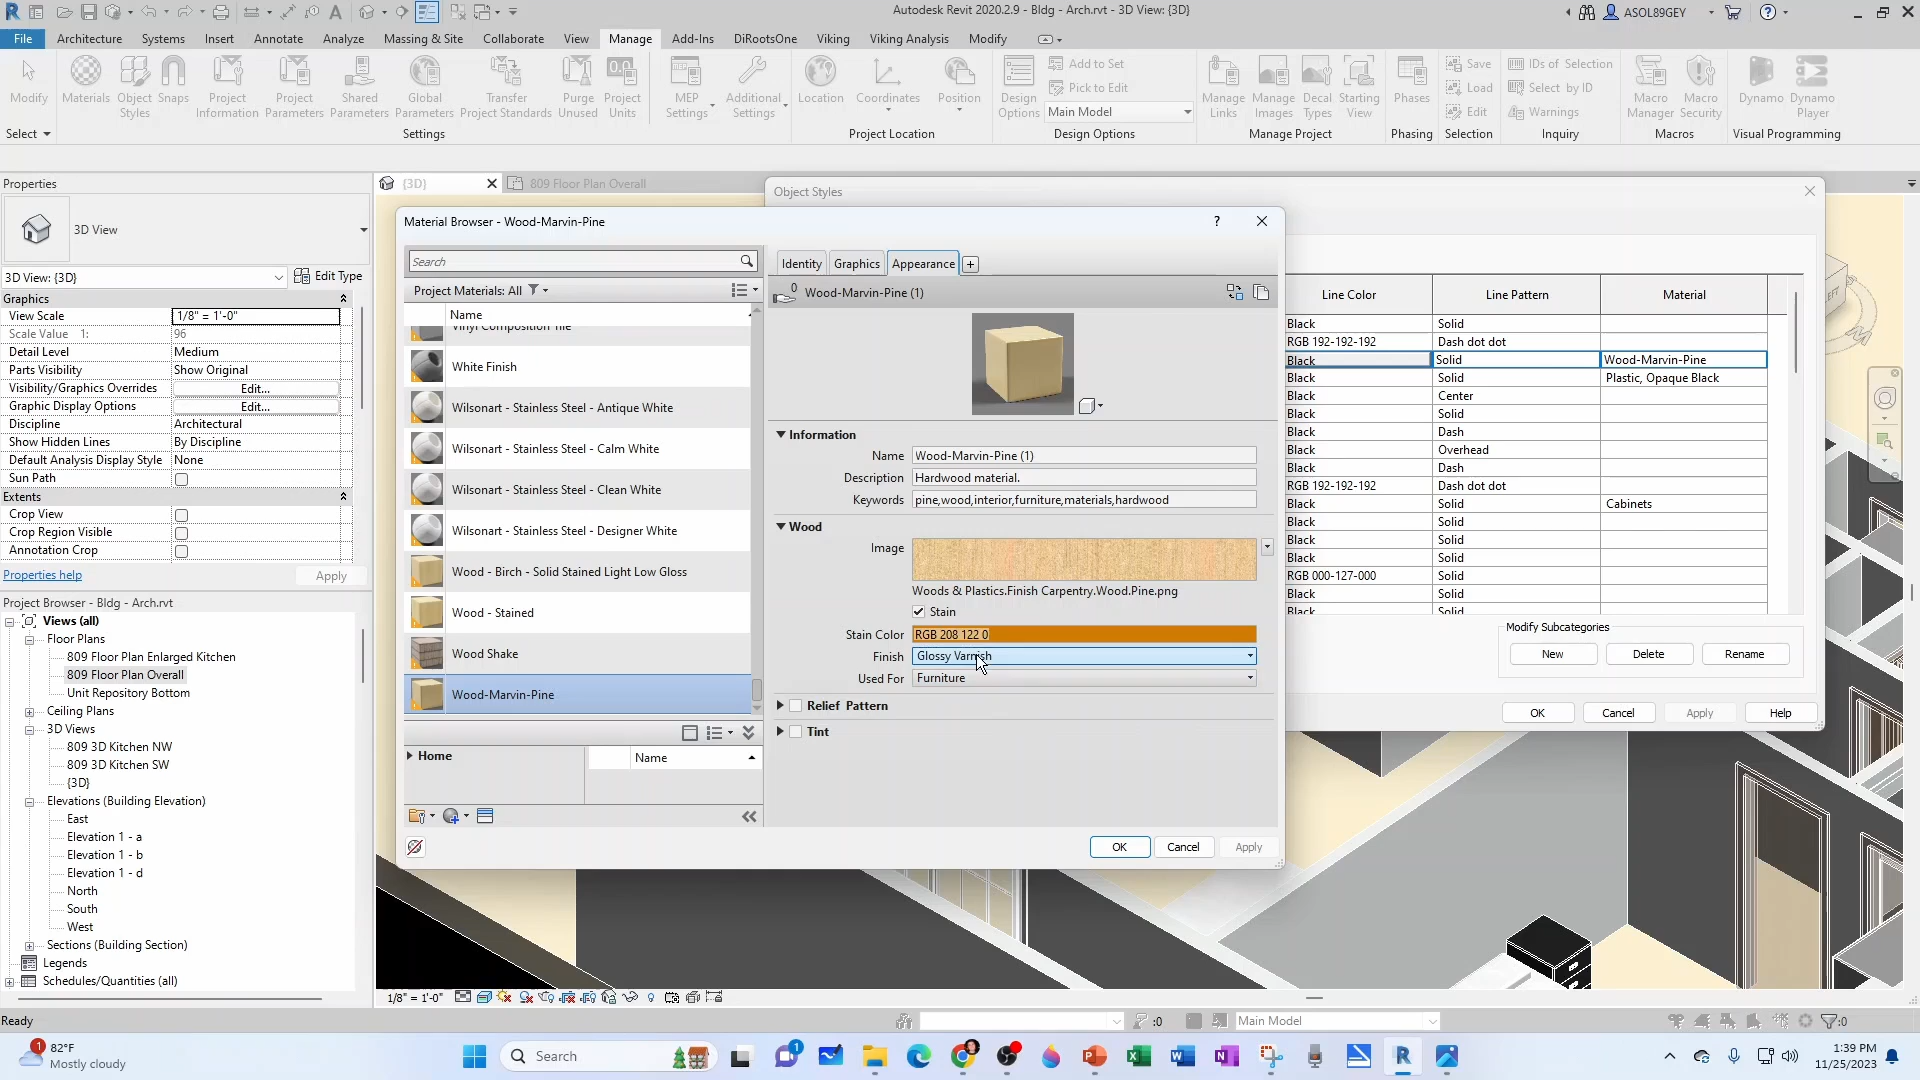 Autodesk Revit 2020.2.9 - Bldg - Arch.rvt - 3D View: {3D}
ASOL89GEY
File Architecture Systems Insert Annotate Analyze Massing & Site Collaborate View Manage Add-Ins DiRootsOne Viking Viking Analysis Modify
Modify
Materials
Object Styles
Snaps
Project Information
Project Parameters
Shared Parameters
Global Parameters
Transfer Project Standards
Purge Unused
Project Units
MEP Settings
Additional Settings
Location
Coordinates
Position
Design Options
Add to Set
Pick to Edit
Main Model
Manage Links
Manage Images
Decal Types
Starting View
Phases
Save
Load
Edit
IDs of Selection
Select by ID
Warnings
Macro Manager
Macro Security
Dynamo
Dynamo Player
Select
Settings
Project Location
Design Options
Manage Project
Phasing
Selection
Inquiry
Macros
Visual Programming
Properties
3D View
3D View: {3D}
Edit Type
Graphics
View Scale 1/8" = 1'-0"
Scale Value 1: 96
Detail Level Medium
Parts Visibility Show Original
Visibility/Graphics Overrides Edit...
Graphic Display Options Edit...
Discipline Architectural
Show Hidden Lines By Discipline
Default Analysis Display Style None
Sun Path
Extents
Crop View
Crop Region Visible
Annotation Crop
Properties help
Apply
Project Browser - Bldg - Arch.rvt
Views (all)
Floor Plans
809 Floor Plan Enlarged Kitchen
809 Floor Plan Overall
Unit Repository Bottom
Ceiling Plans
3D Views
809 3D Kitchen NW
809 3D Kitchen SW
{3D}
Elevations (Building Elevation)
East
Elevation 1 - a
Elevation 1 - b
Elevation 1 - d
North
South
West
Sections (Building Section)
Legends
Schedules/Quantities (all)
{3D}
809 Floor Plan Overall
Material Browser - Wood-Marvin-Pine
?
Search
Project Materials: All
Name
Vinyl Composition Tile
White Finish
Wilsonart - Stainless Steel - Antique White
Wilsonart - Stainless Steel - Calm White
Wilsonart - Stainless Steel - Clean White
Wilsonart - Stainless Steel - Designer White
Wood - Birch - Solid Stained Light Low Gloss
Wood - Stained
Wood Shake
Wood-Marvin-Pine
Home
Name
Identity Graphics Appearance +
0
Wood-Marvin-Pine (1)
Information
Name Wood-Marvin-Pine (1)
Description Hardwood material.
Keywords pine,wood,interior,furniture,materials,hardwood
Wood
Image
Woods & Plastics.Finish Carpentry.Wood.Pine.png
Stain
Stain Color RGB 208 122 0
Finish Glossy Varnish
Used For Furniture
Relief Pattern
Tint
OK Cancel Apply
Object Styles
Line Color Line Pattern Material
Black Solid
RGB 192-192-192 Dash dot dot
Black Solid Wood-Marvin-Pine
Black Solid Plastic, Opaque Black
Black Center
Black Solid
Black Dash
Black Overhead
Black Dash
RGB 192-192-192 Dash dot dot
Black Solid Cabinets
Black Solid
Black Solid
Black Solid
RGB 000-127-000 Solid
Black Solid
Black Solid
Modify Subcategories
New Delete Rename
OK Cancel Apply Help
LEFT
1/8" = 1'-0"
Ready
:0
Main Model
:0
1
82°F
Mostly cloudy
Search
1
1:39 PM
11/25/2023